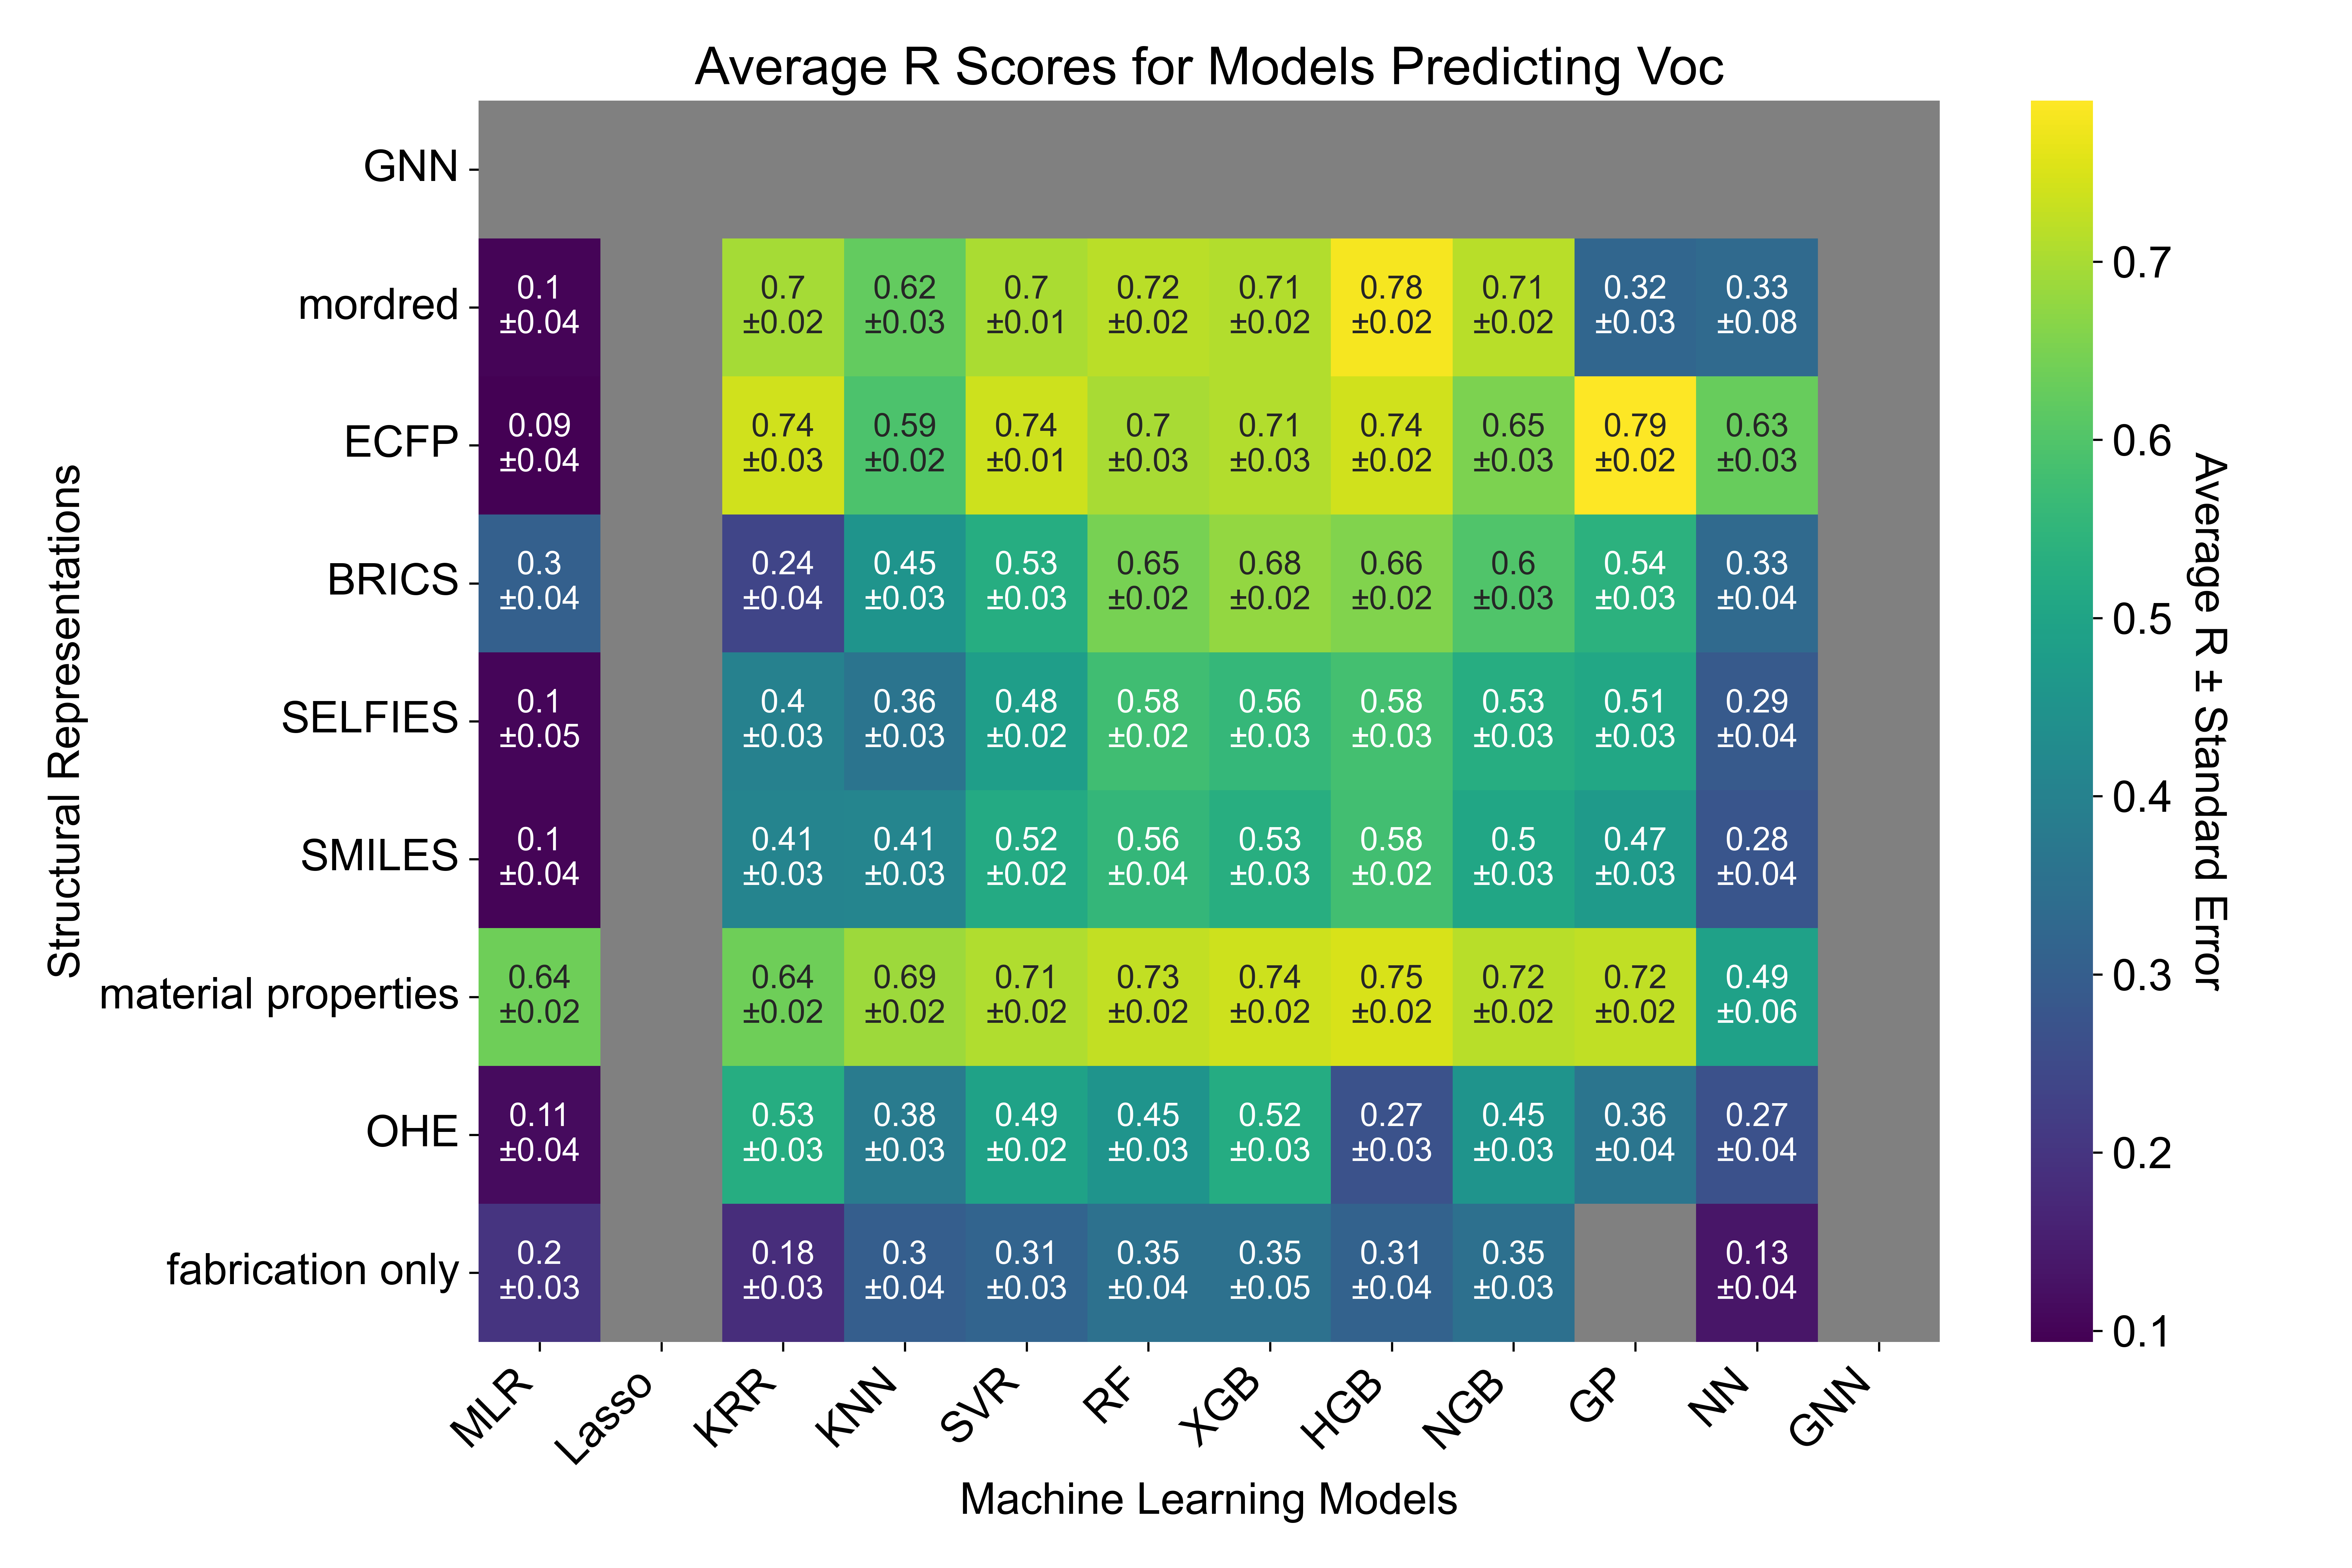 Average R Scores for Models Predicting Voc
GNN
mordred
0.1 0.7 0.62 0.7 0.72 0.71 0.78 0.71 0.32 0.33
±0.04 ±0.02 ±0.03 ±0.01 ±0.02 ±0.02 ±0.02 ±0.02 ±0.03 ±0.08
ECFP
0.09 0.74 0.59 0.74 0.7 0.71 0.74 0.65 0.79 0.63
±0.04 ±0.03 ±0.02 ±0.01 ±0.03 ±0.03 ±0.02 ±0.03 ±0.02 ±0.03
BRICS
0.3 0.24 0.45 0.53 0.65 0.68 0.66 0.6 0.54 0.33
±0.04 ±0.04 ±0.03 ±0.03 ±0.02 ±0.02 ±0.02 ±0.03 ±0.03 ±0.04
SELFIES
0.1 0.4 0.36 0.48 0.58 0.56 0.58 0.53 0.51 0.29
±0.05 ±0.03 ±0.03 ±0.02 ±0.02 ±0.03 ±0.03 ±0.03 ±0.03 ±0.04
SMILES
0.1 0.41 0.41 0.52 0.56 0.53 0.58 0.5 0.47 0.28
±0.04 ±0.03 ±0.03 ±0.02 ±0.04 ±0.03 ±0.02 ±0.03 ±0.03 ±0.04
material properties
0.64 0.64 0.69 0.71 0.73 0.74 0.75 0.72 0.72 0.49
±0.02 ±0.02 ±0.02 ±0.02 ±0.02 ±0.02 ±0.02 ±0.02 ±0.02 ±0.06
OHE
0.11 0.53 0.38 0.49 0.45 0.52 0.27 0.45 0.36 0.27
±0.04 ±0.03 ±0.03 ±0.02 ±0.03 ±0.03 ±0.03 ±0.03 ±0.04 ±0.04
fabrication only
0.2 0.18 0.3 0.31 0.35 0.35 0.31 0.35 0.13
±0.03 ±0.03 ±0.04 ±0.03 ±0.04 ±0.05 ±0.04 ±0.03 ±0.04
MLR Lasso KRR KNN SVR RF XGB HGB NGB GP NN GNN
Machine Learning Models
Structural Representations
0.7
0.6
0.5
0.4
0.3
0.2
0.1
Average R ± Standard Error